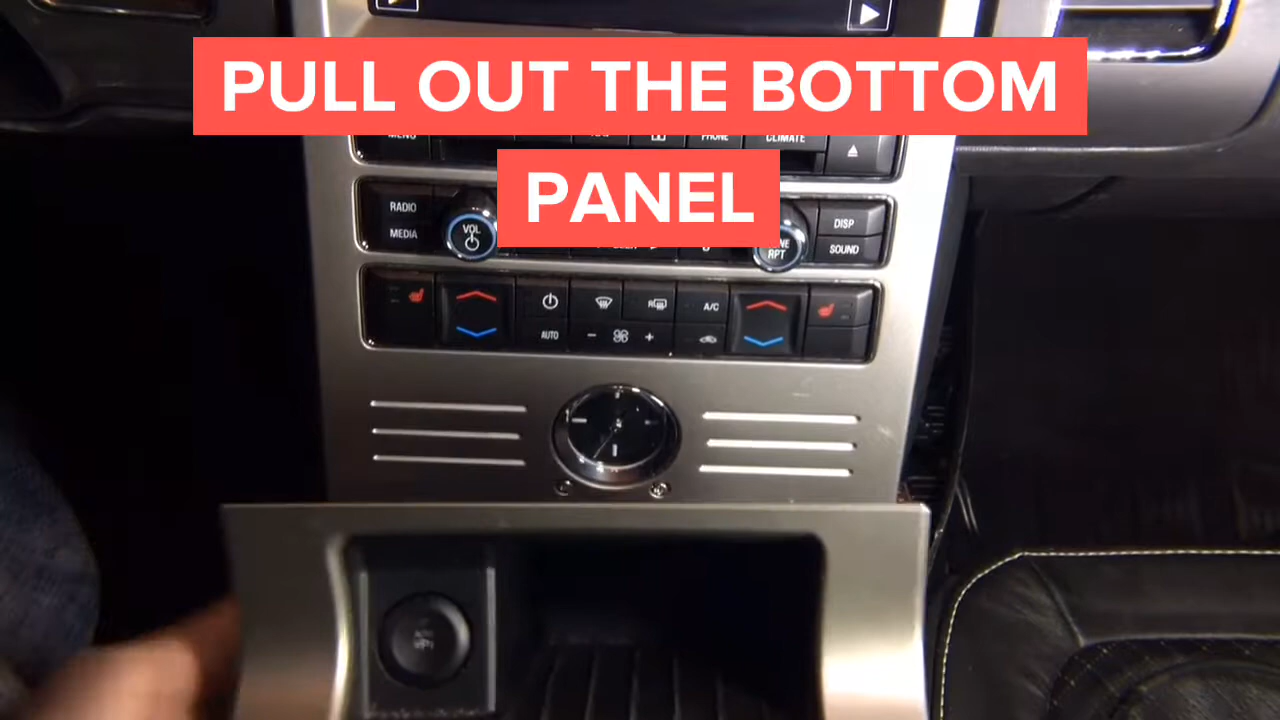 PULL OUT THE BOTTOM
PANEL
MENU
PHONE
CLIMATE
RADIO
MEDIA
VOL
RPT
DISP
SOUND
A/C
AUTO